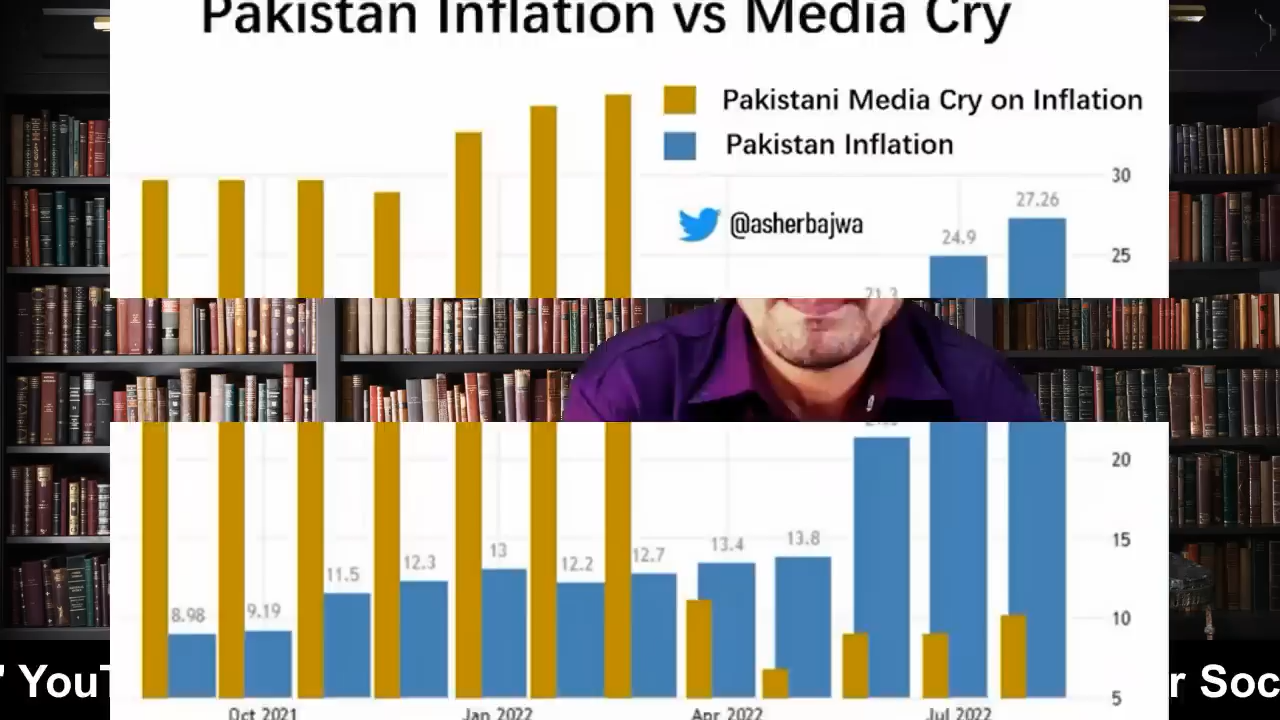 Pakistan Inflation vs Media Cry
Pakistani Media Cry on Inflation
Pakistan Inflation
30
27.26
@asherbajwa
24.9
25
21.3
20
15
13.8
13.4
13
12.7
12.3
12.2
11.5
10
9.19
8.98
' YouT
r Soc
5
Oct 2021
Jan 2022
Apr 2022
Jul 2022